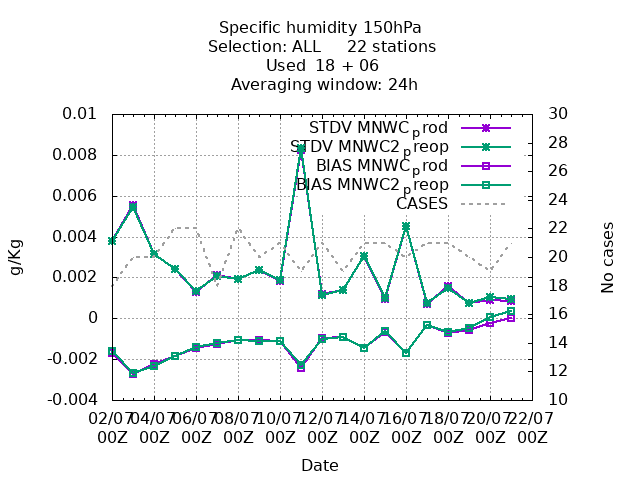 Specific humidity 150hPa
Selection: ALL     22 stations
Used  18 + 06
Averaging window: 24h
0.01
0.008
0.006
0.004
0.002
0
-0.002
-0.004
30
28
26
24
22
20
18
16
14
12
10
STDV MNWCprod
STDV MNWC2preop
BIAS MNWCprod
BIAS MNWC2preop
CASES
g/Kg
No cases
02/07 04/07 06/07 08/07 10/07 12/07 14/07 16/07 18/07 20/07 22/07
00Z 00Z 00Z 00Z 00Z 00Z 00Z 00Z 00Z 00Z 00Z
Date